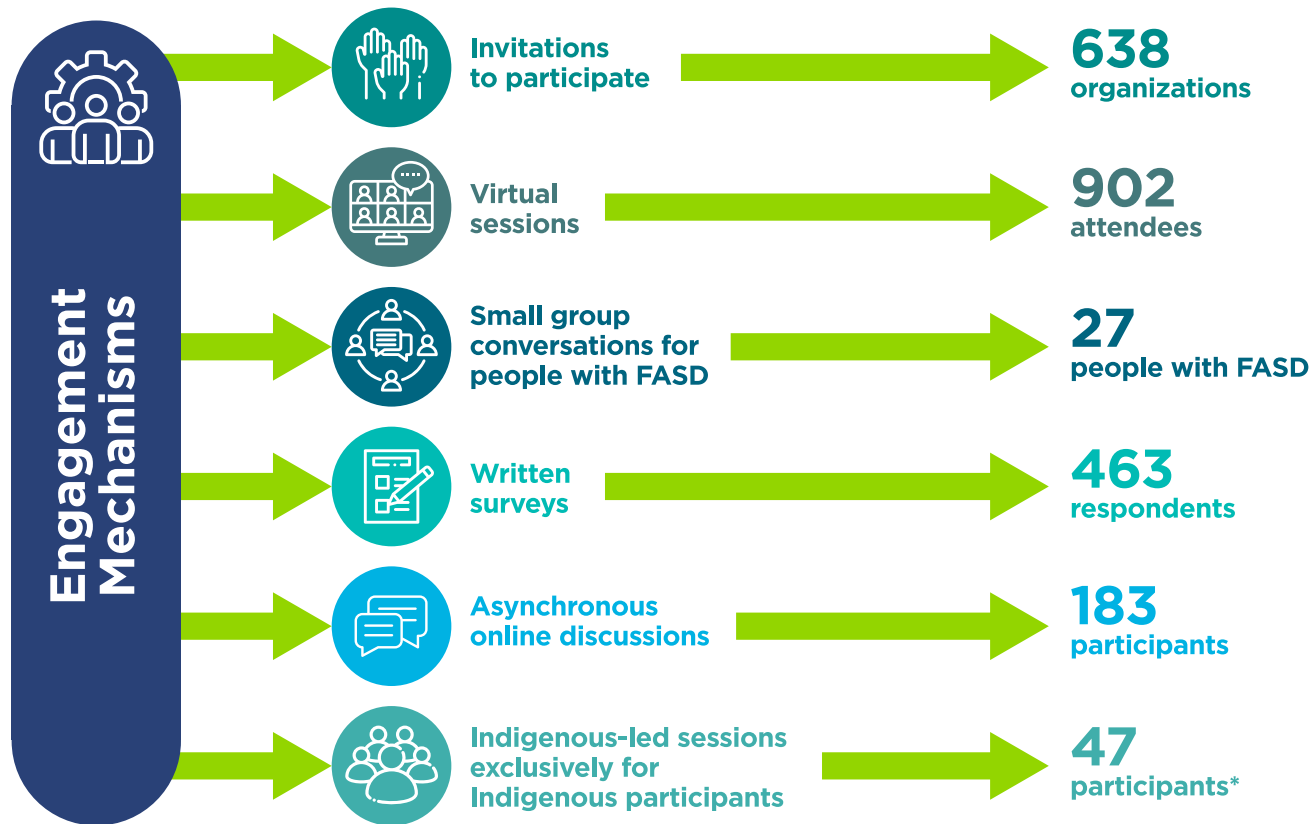 Engagement
Mechanisms
Invitations
to participate
638
organizations
Virtual
sessions
902
attendees
Small group
conversations for
people with FASD
27
people with FASD
Written
surveys
463
respondents
Asynchronous
online discussions
183
participants
Indigenous-led sessions
exclusively for
Indigenous participants
47
participants*